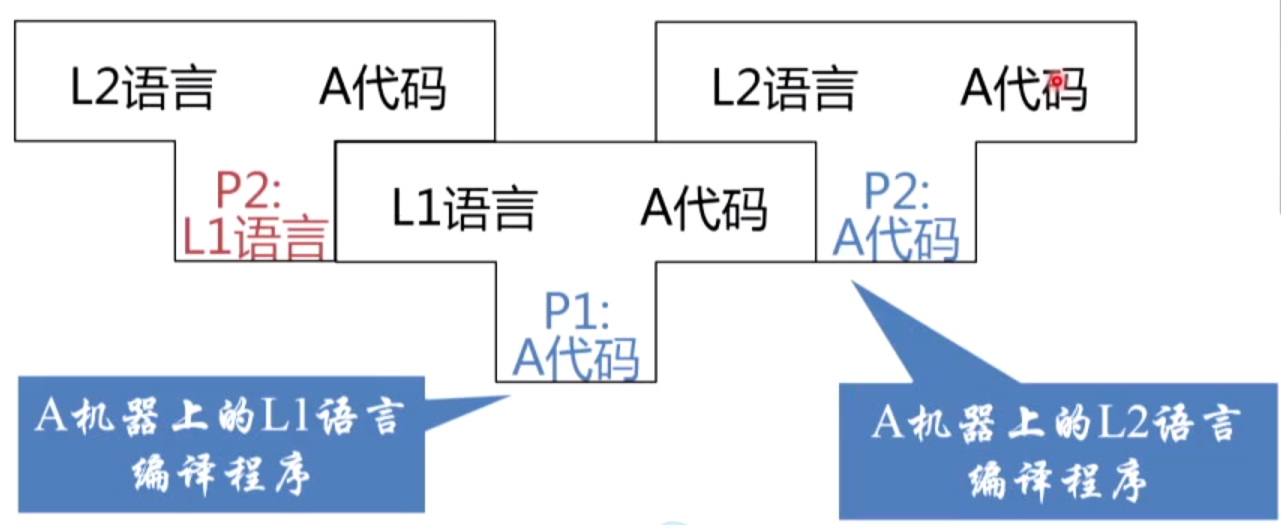 L2语言 A代码
L2语言 A代码
P2:
L1语言
L1语言 A代码
P2:
A代码
P1:
A代码
A机器上的L1语言
编译程序
A机器上的L2语言
编译程序